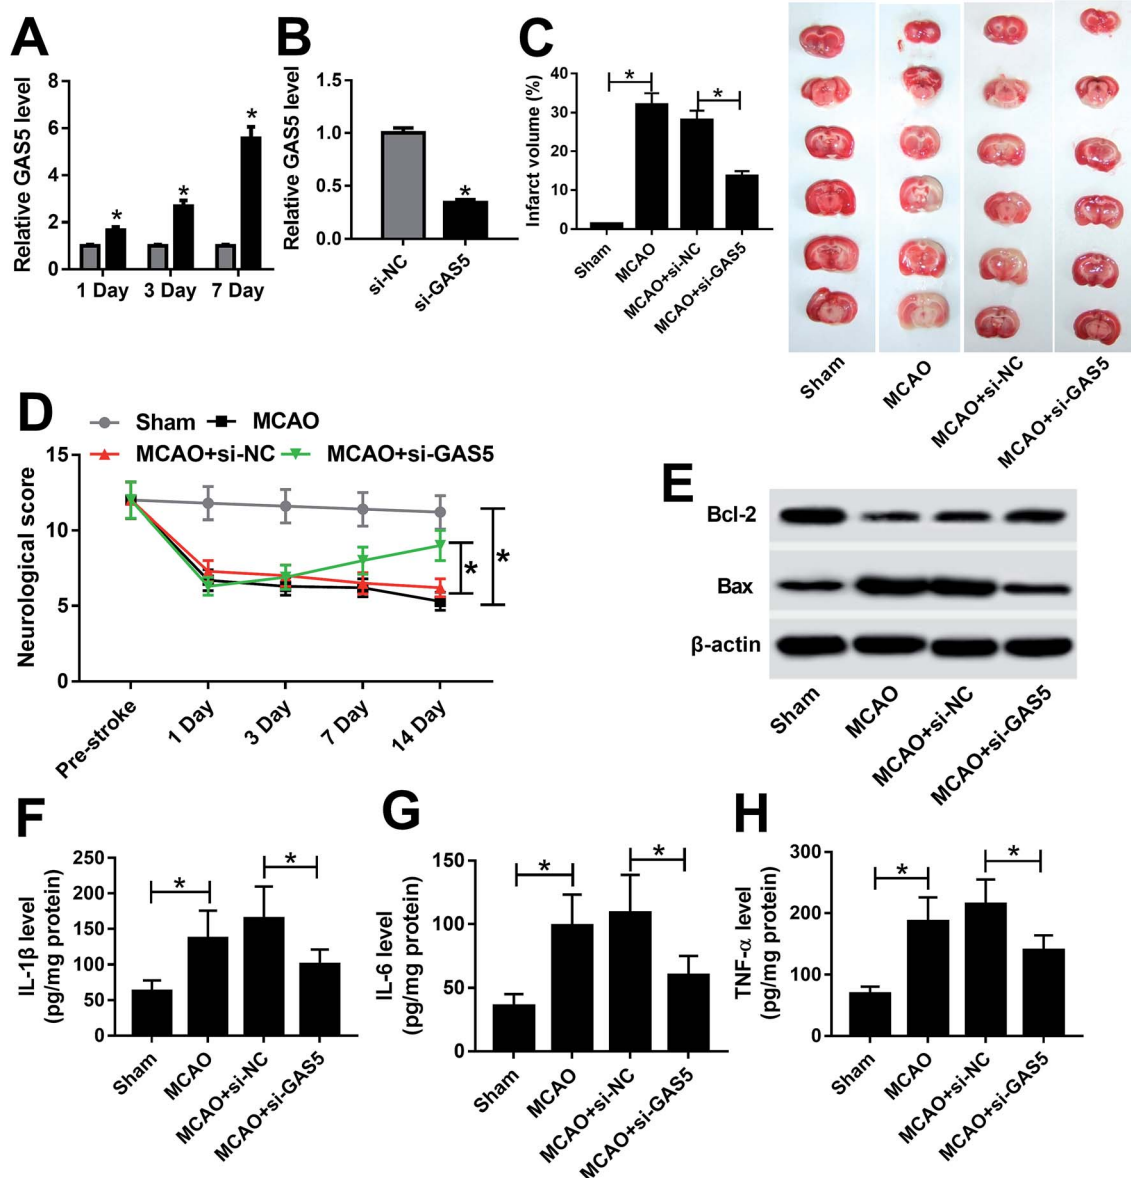 A
Relative GAS5 level
8
6
4
2
0
*
*
*
1 Day
3 Day
7 Day
B
Relative GAS5 level
1.5
1.0
0.5
0.0
*
si-NC
si-GAS5
C
Infarct volume (%)
40
30
20
10
0
*
*
Sham
MCAO
MCAO+si-NC
MCAO+si-GAS5
Sham
MCAO
MCAO+si-NC
MCAO+si-GAS5
D
Sham
MCAO
MCAO+si-NC
MCAO+si-GAS5
Neurological score
15
10
5
0
*
*
Pre-stroke
1 Day
3 Day
7 Day
14 Day
E
Bcl-2
Bax
β-actin
Sham
MCAO
MCAO+si-NC
MCAO+si-GAS5
F
IL-1β level
(pg/mg protein)
250
200
150
100
50
0
*
*
Sham
MCAO
MCAO+si-NC
MCAO+si-GAS5
G
IL-6 level
(pg/mg protein)
150
100
50
0
*
*
Sham
MCAO
MCAO+si-NC
MCAO+si-GAS5
H
TNF-α level
(pg/mg protein)
300
200
100
0
*
*
Sham
MCAO
MCAO+si-NC
MCAO+si-GAS5